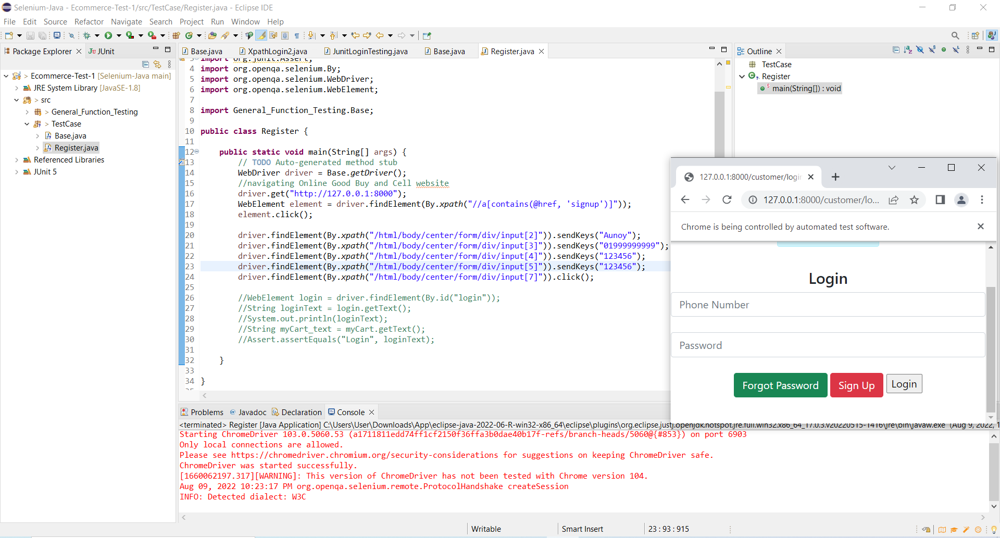 Selenium-Java - Ecommerce-Test-1/src/TestCase/Register.java - Eclipse IDE
File Edit Source Refactor Navigate Search Project Run Window Help
Package Explorer
JUnit
> Ecommerce-Test-1 [Selenium-Java main]
JRE System Library [JavaSE-1.8]
> src
> General_Function_Testing
> TestCase
Base.java
Register.java
Referenced Libraries
JUnit 5
Base.java
XpathLogin2.java
JunitLoginTesting.java
Base.java
Register.java
3 import org.junit.Assert;
4 import org.openqa.selenium.By;
5 import org.openqa.selenium.WebDriver;
6 import org.openqa.selenium.WebElement;
7
8 import General_Function_Testing.Base;
9
10 public class Register {
11
12 public static void main(String[] args) {
13 // TODO Auto-generated method stub
14 WebDriver driver = Base.getDriver();
15 //navigating Online Good Buy and Cell website
16 driver.get("http://127.0.0.1:8000");
17 WebElement element = driver.findElement(By.xpath("//a[contains(@href, 'signup')]"));
18 element.click();
19
20 driver.findElement(By.xpath("/html/body/center/form/div/input[2]")).sendKeys("Aunoy");
21 driver.findElement(By.xpath("/html/body/center/form/div/input[3]")).sendKeys("01999999999");
22 driver.findElement(By.xpath("/html/body/center/form/div/input[4]")).sendKeys("123456");
23 driver.findElement(By.xpath("/html/body/center/form/div/input[5]")).sendKeys("123456");
24 driver.findElement(By.xpath("/html/body/center/form/div/input[7]")).click();
25
26 //WebElement login = driver.findElement(By.id("login"));
27 //String loginText = login.getText();
28 //System.out.println(loginText);
29 //String myCart_text = myCart.getText();
30 //Assert.assertEquals("Login", loginText);
31
32 }
33
34 }
Outline
TestCase
Register
main(String[]) : void
127.0.0.1:8000/customer/login
127.0.0.1:8000/customer/lo...
Chrome is being controlled by automated test software.
Login
Phone Number
Password
Forgot Password
Sign Up
Login
Problems
Javadoc
Declaration
Console
<terminated> Register [Java Application] C:\Users\User\Downloads\App\eclipse-java-2022-06-R-win32-x86_64\eclipse\plugins\org.eclipse.justj.openjdk.hotspot.jre.full.win32.x86_64_17.0.3.v20220515-1416\jre\bin\javaw.exe (Aug 9, 2022, 1
Starting ChromeDriver 103.0.5060.53 (a1711811edd74ff1cf2150f36ffa3b0dae40b17f-refs/branch-heads/5060@{#853}) on port 6903
Only local connections are allowed.
Please see https://chromedriver.chromium.org/security-considerations for suggestions on keeping ChromeDriver safe.
ChromeDriver was started successfully.
[1660062197.317][WARNING]: This version of ChromeDriver has not been tested with Chrome version 104.
Aug 09, 2022 10:23:17 PM org.openqa.selenium.remote.ProtocolHandshake createSession
INFO: Detected dialect: W3C
Writable
Smart Insert
23 : 93 : 915